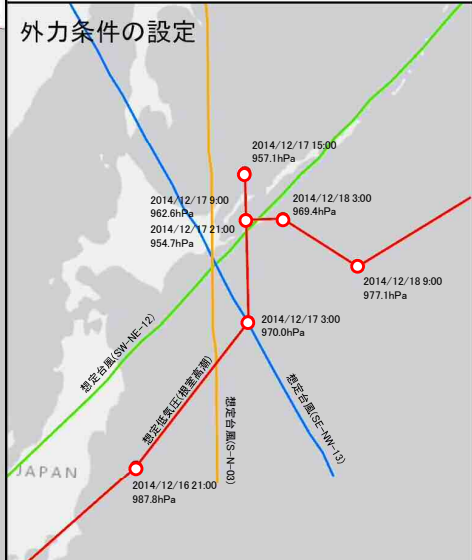 外力条件の設定
2014/12/17 15:00
957.1hPa
2014/12/17 9:00
962.6hPa
2014/12/17 21:00
954.7hPa
2014/12/18 3:00
969.4hPa
2014/12/18 9:00
977.1hPa
2014/12/17 3:00
970.0hPa
想定台風(SW-NE-12)
想定低気圧(根室高潮)
想定台風(S-N-03)
想定台風(SE-NW-13)
JAPAN
2014/12/16 21:00
987.8hPa